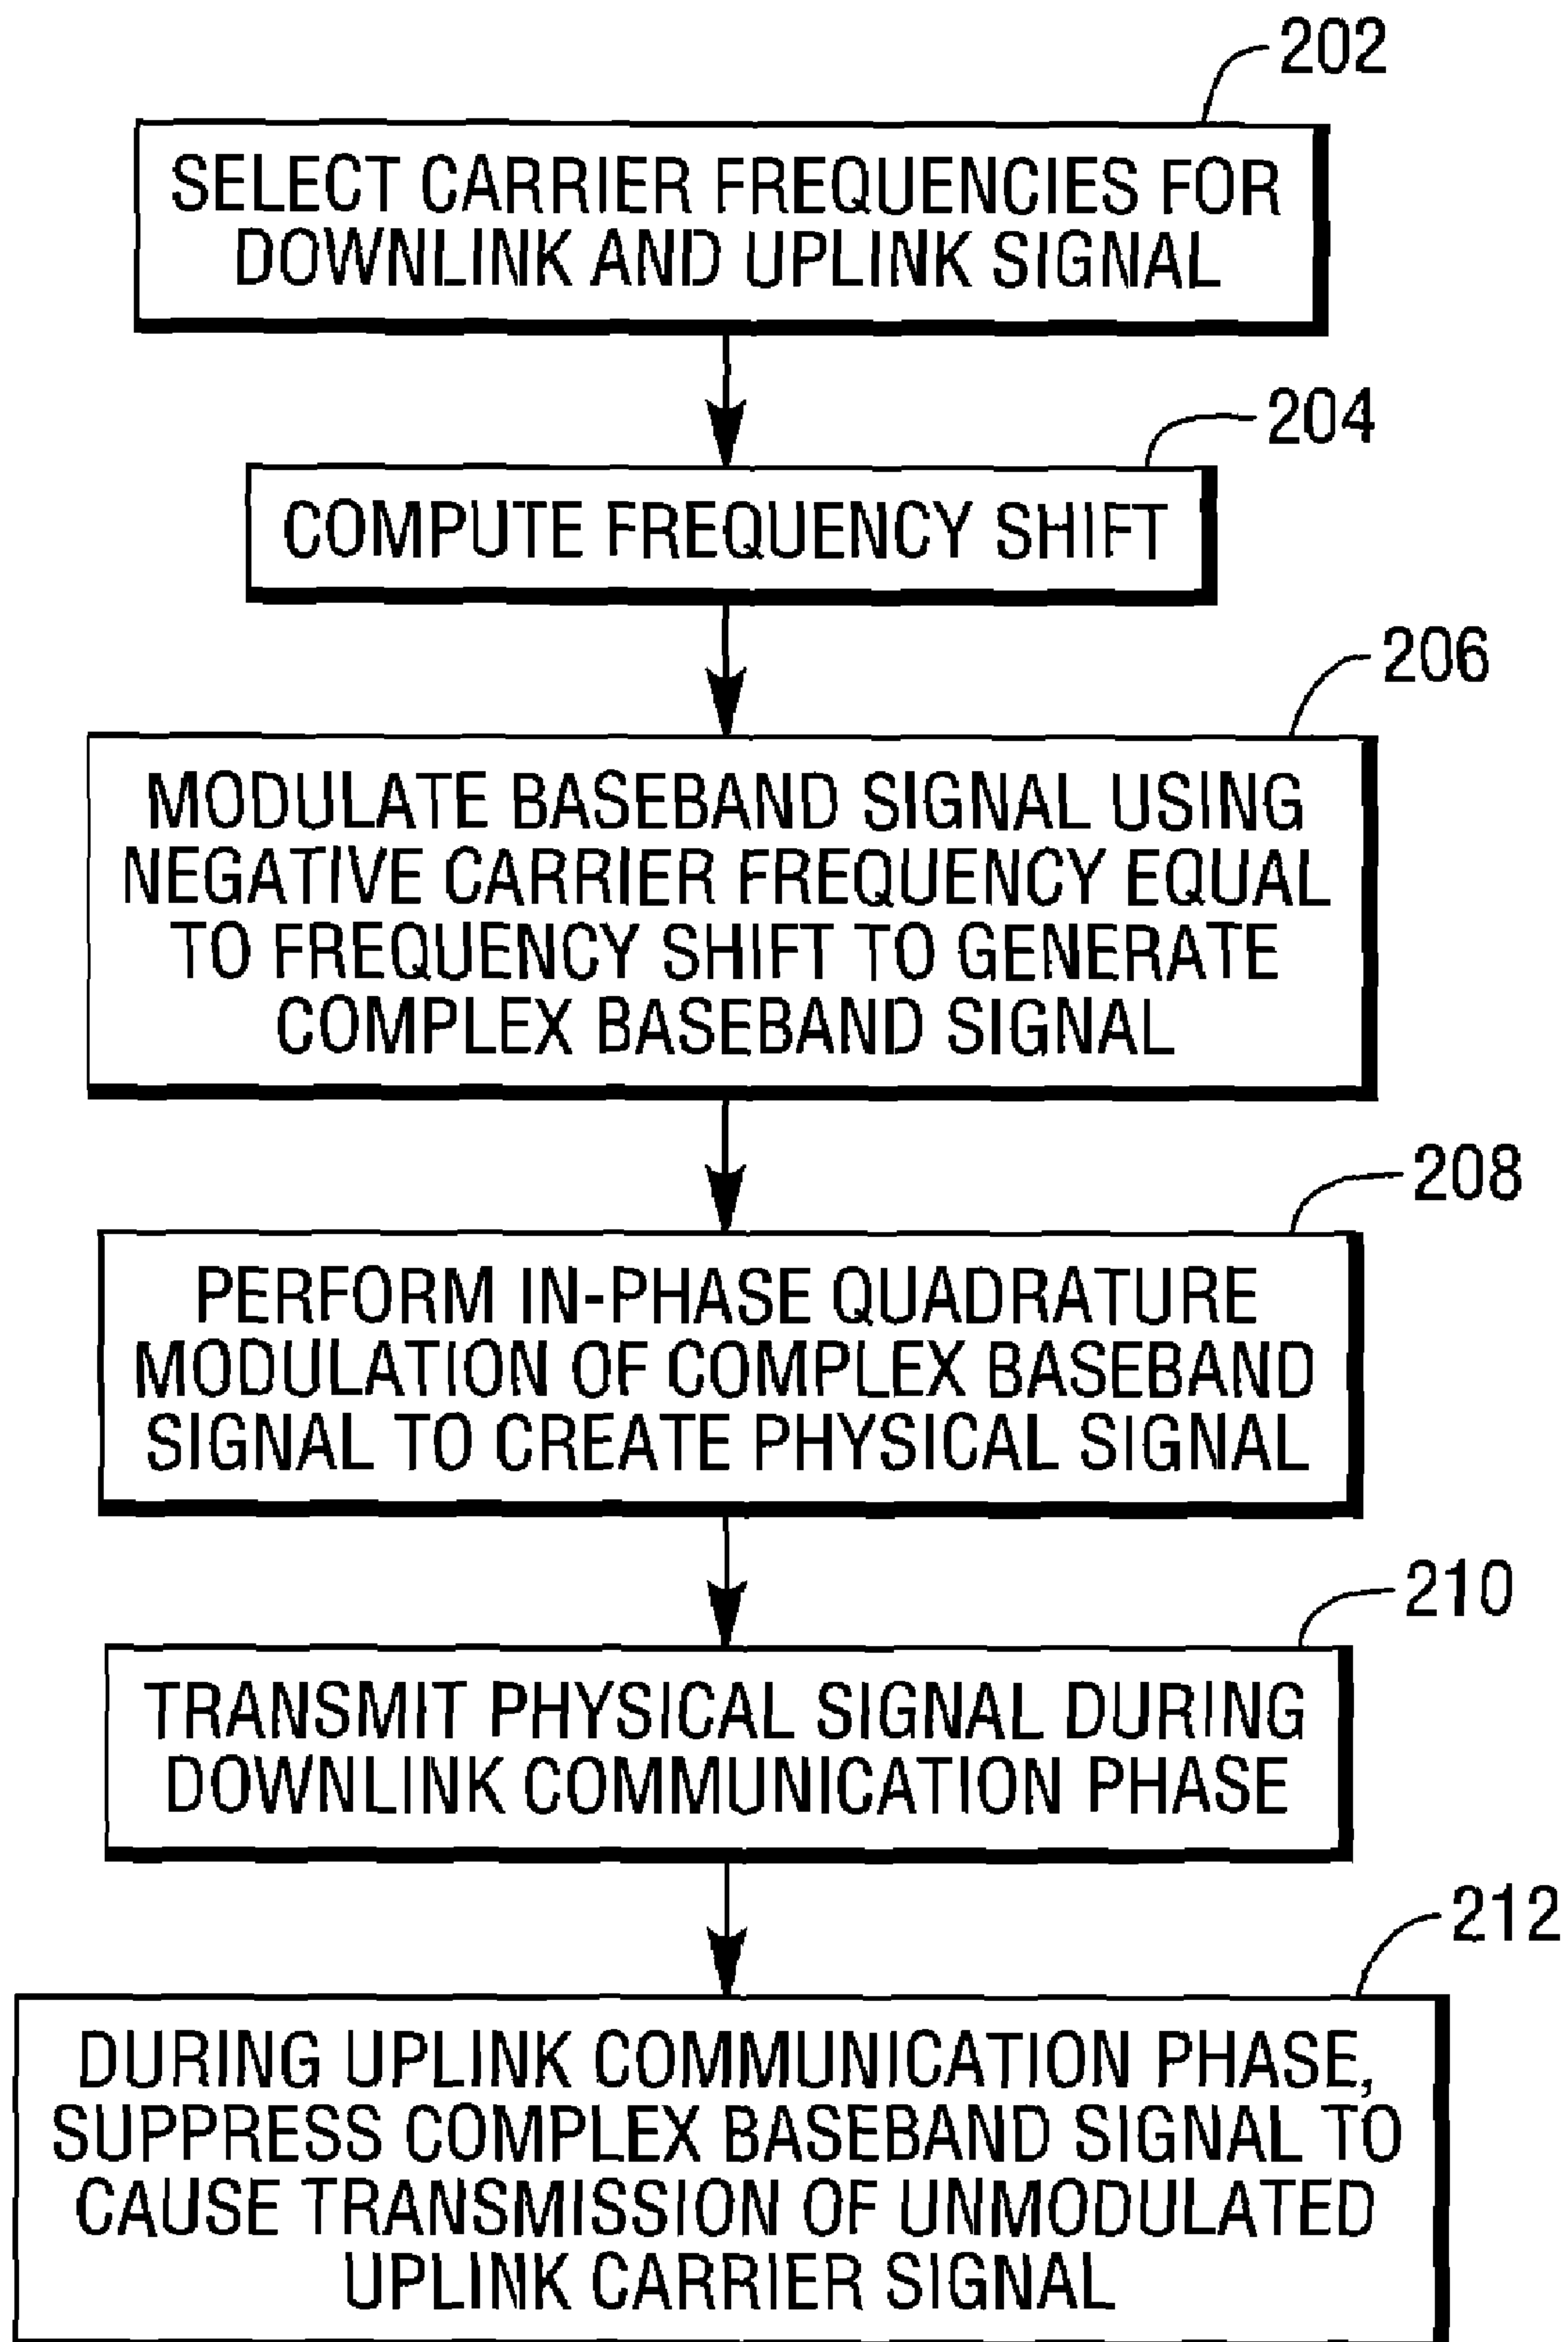 202
SELECT CARRIER FREQUENCIES FOR
DOWNLINK AND UPLINK SIGNAL
204
COMPUTE FREQUENCY SHIFT
206
MODULATE BASEBAND SIGNAL USING
NEGATIVE CARRIER FREQUENCY EQUAL
TO FREQUENCY SHIFT TO GENERATE
COMPLEX BASEBAND SIGNAL
208
PERFORM IN-PHASE QUADRATURE
MODULATION OF COMPLEX BASEBAND
SIGNAL TO CREATE PHYSICAL SIGNAL
210
TRANSMIT PHYSICAL SIGNAL DURING
DOWNLINK COMMUNICATION PHASE
212
DURING UPLINK COMMUNICATION PHASE,
SUPPRESS COMPLEX BASEBAND SIGNAL TO
CAUSE TRANSMISSION OF UNMODULATED
UPLINK CARRIER SIGNAL